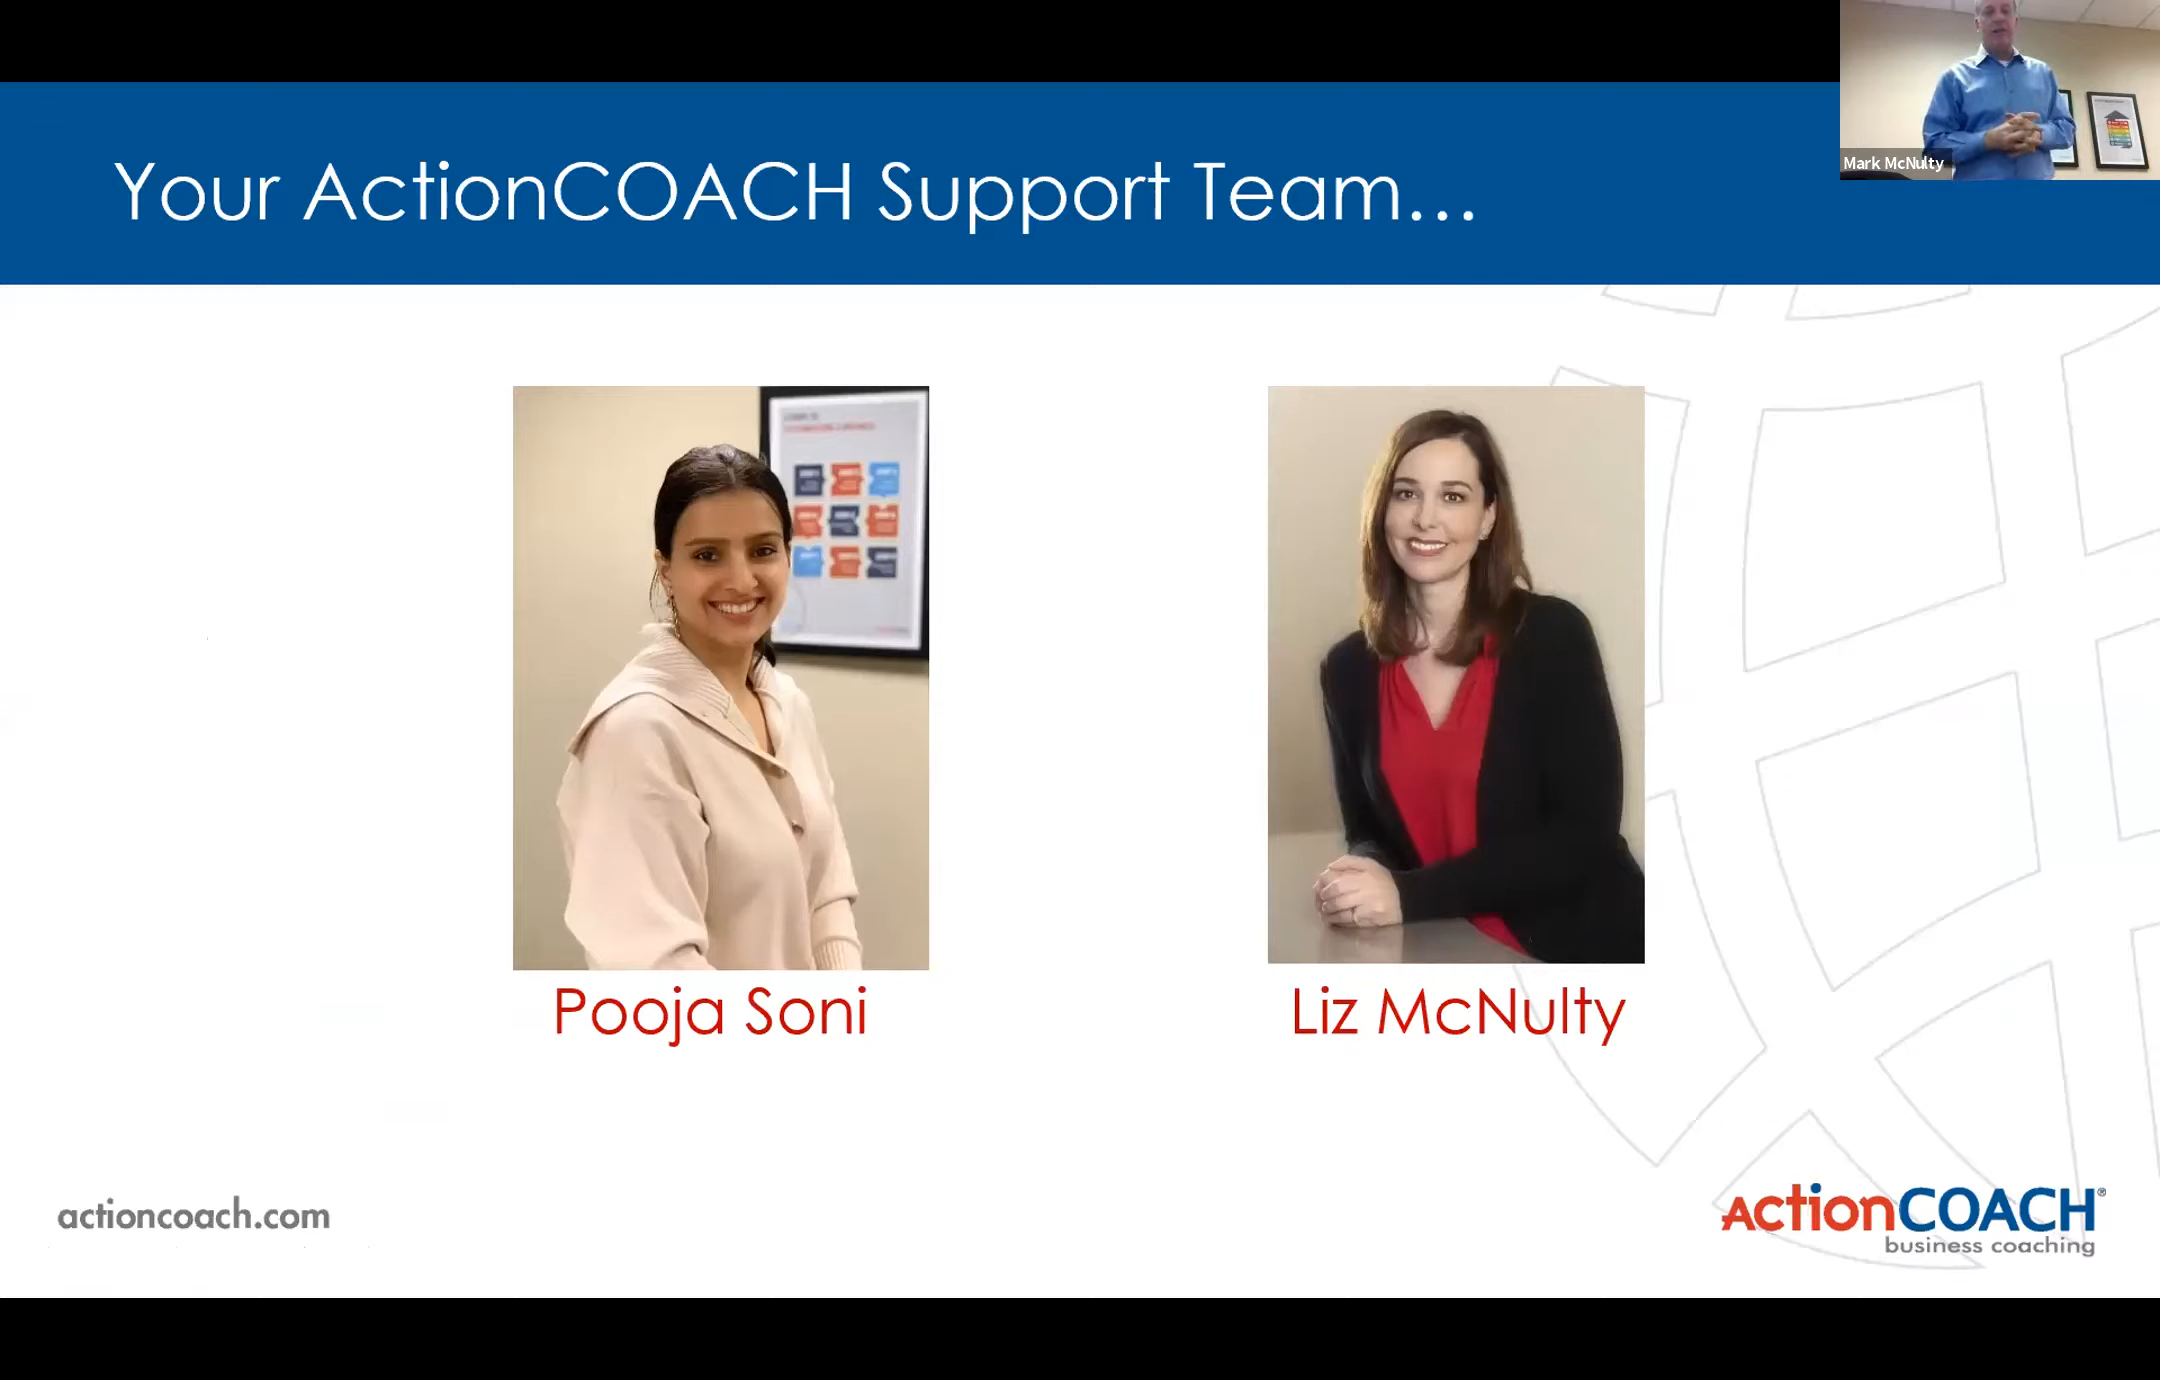 Mark McNulty
Your ActionCOACH Support Team...
Pooja Soni
Liz McNulty
actioncoach.com
ActionCOACH®
business coaching